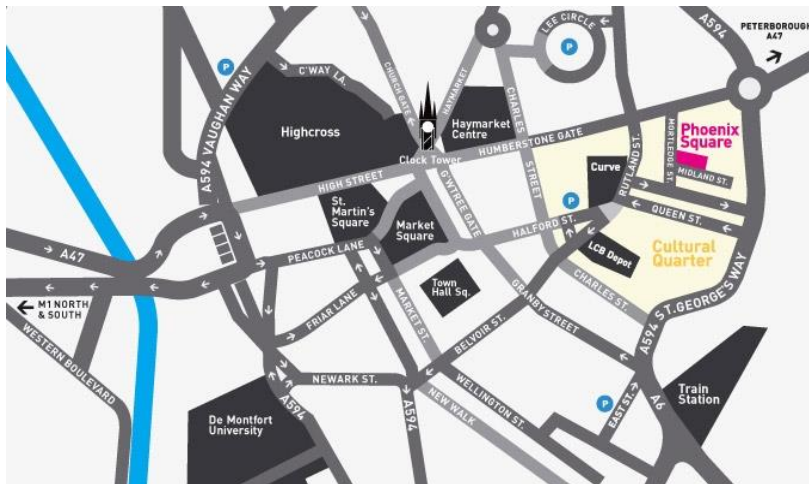 PETERBOROUGH
A47
A594
LEE CIRCLE
P
P
A594 VAUGHAN WAY
C'WAY LA.
CHURCH GATE
HAYMARKET
CHARLES
STREET
Highcross
Haymarket
Centre
HUMBERSTONE GATE
Clock Tower
RUTLAND ST.
MORTLEDGE ST.
Phoenix
Square
MIDLAND ST.
Curve
HIGH STREET
G'WTREE GATE
St.
Martin's
Square
Market
Square
P
HALFORD ST.
QUEEN ST.
LCB Depot
Cultural
Quarter
A47
PEACOCK LANE
Town
Hall Sq.
CHARLES ST.
A594 ST.GEORGE'S WAY
M1 NORTH
& SOUTH
FRIAR LANE
MARKET ST.
GRANBY STREET
BELVOIR ST.
WESTERN BOULEVARD
NEWARK ST.
WELLINGTON ST.
NEW WALK
A594
A594
De Montfort
University
P
EAST ST.
A6
Train
Station